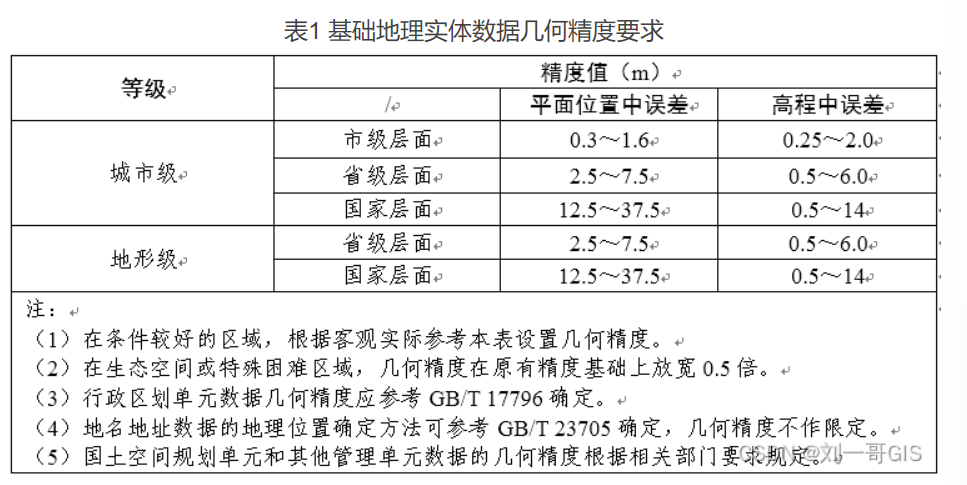 表1 基础地理实体数据几何精度要求
等级 精度值（m）
/ 平面位置中误差 高程中误差
城市级 市级层面 0.3～1.6 0.25～2.0
省级层面 2.5～7.5 0.5～6.0
国家层面 12.5～37.5 0.5～14
地形级 省级层面 2.5～7.5 0.5～6.0
国家层面 12.5～37.5 0.5～14
注：
（1）在条件较好的区域，根据客观实际参考本表设置几何精度。
（2）在生态空间或特殊困难区域，几何精度在原有精度基础上放宽 0.5 倍。
（3）行政区划单元数据几何精度应参考 GB/T 17796 确定。
（4）地名地址数据的地理位置确定方法可参考 GB/T 23705 确定，几何精度不作限定。
（5）国土空间规划单元和其他管理单元数据的几何精度根据相关部门要求规定。
CSDN @刘一哥GIS